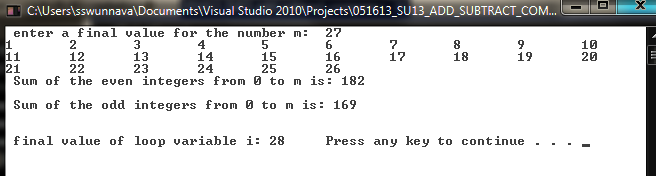 C:\Users\sswunnava\Documents\Visual Studio 2010\Projects\051613_SU13_ADD_SUBTRACT_COM...
enter a final value for the number m:  27
1 2 3 4 5 6 7 8 9 10
11 12 13 14 15 16 17 18 19 20
21 22 23 24 25 26
Sum of the even integers from 0 to m is: 182
Sum of the odd integers from 0 to m is: 169
final value of loop variable i: 28 Press any key to continue . . . _